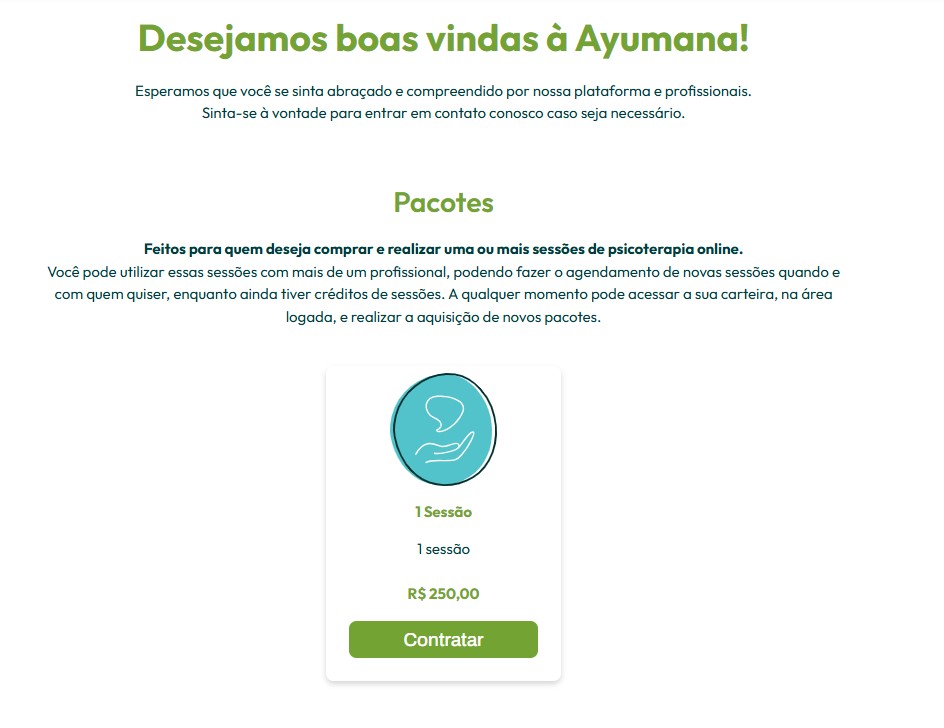 Desejamos boas vindas à Ayumana!
Esperamos que você se sinta abraçado e compreendido por nossa plataforma e profissionais.
Sinta-se à vontade para entrar em contato conosco caso seja necessário.
Pacotes
Feitos para quem deseja comprar e realizar uma ou mais sessões de psicoterapia online.
Você pode utilizar essas sessões com mais de um profissional, podendo fazer o agendamento de novas sessões quando e
com quem quiser, enquanto ainda tiver créditos de sessões. A qualquer momento pode acessar a sua carteira, na área
logada, e realizar a aquisição de novos pacotes.
1 Sessão
1 sessão
R$ 250,00
Contratar